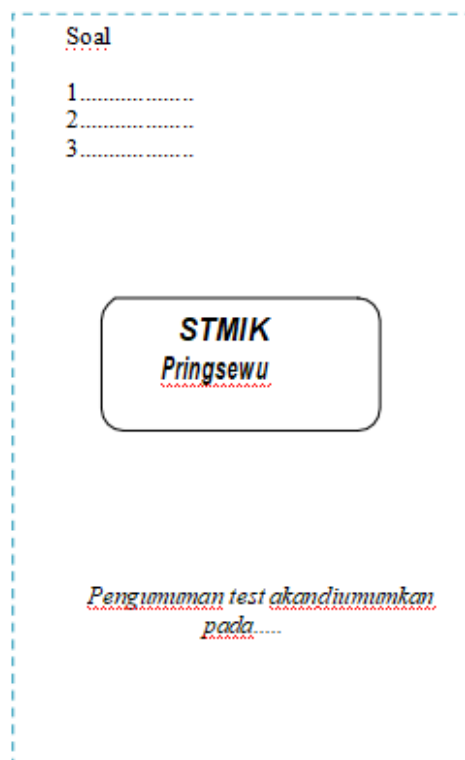 Soal
1...................
2...................
3...................
STMIK
Pringsewu
Pengumuman test akandiumumkan
pada.....